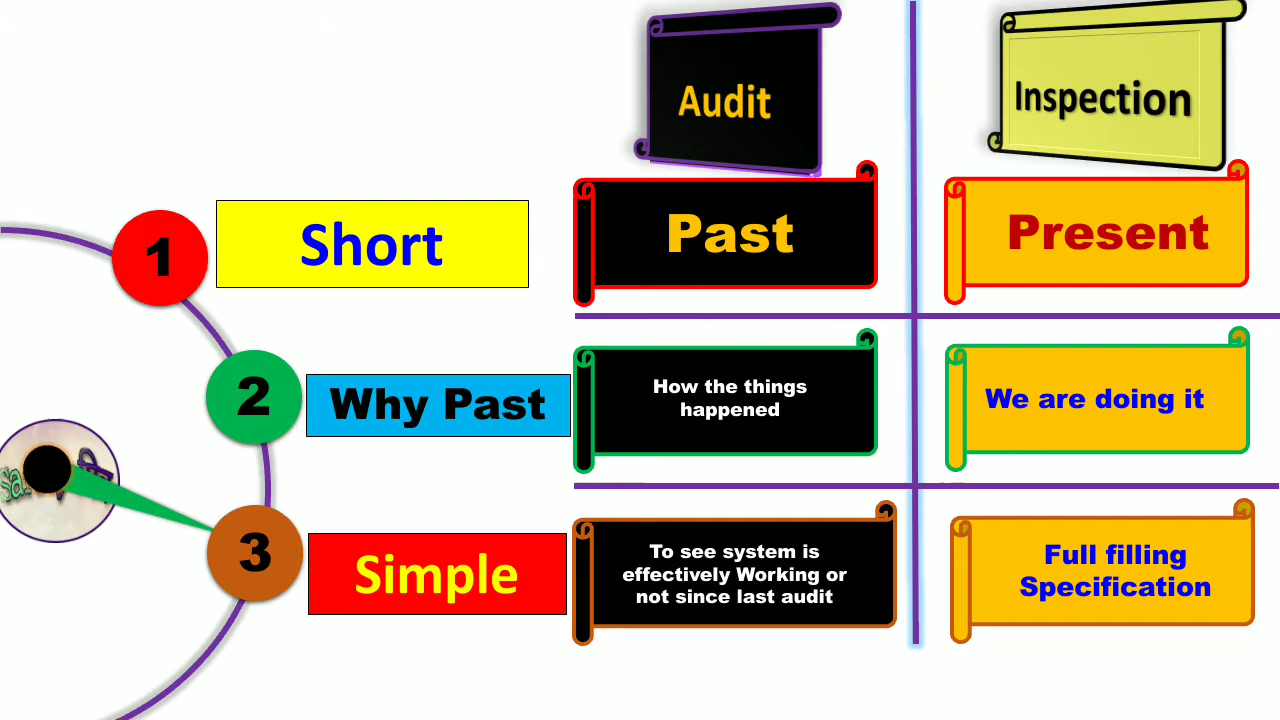 Audit
Inspection
1
Short
Past
Present
2
Why Past
How the things
happened
We are doing it
3
Simple
To see system is
effectively Working or
not since last audit
Full filling
Specification